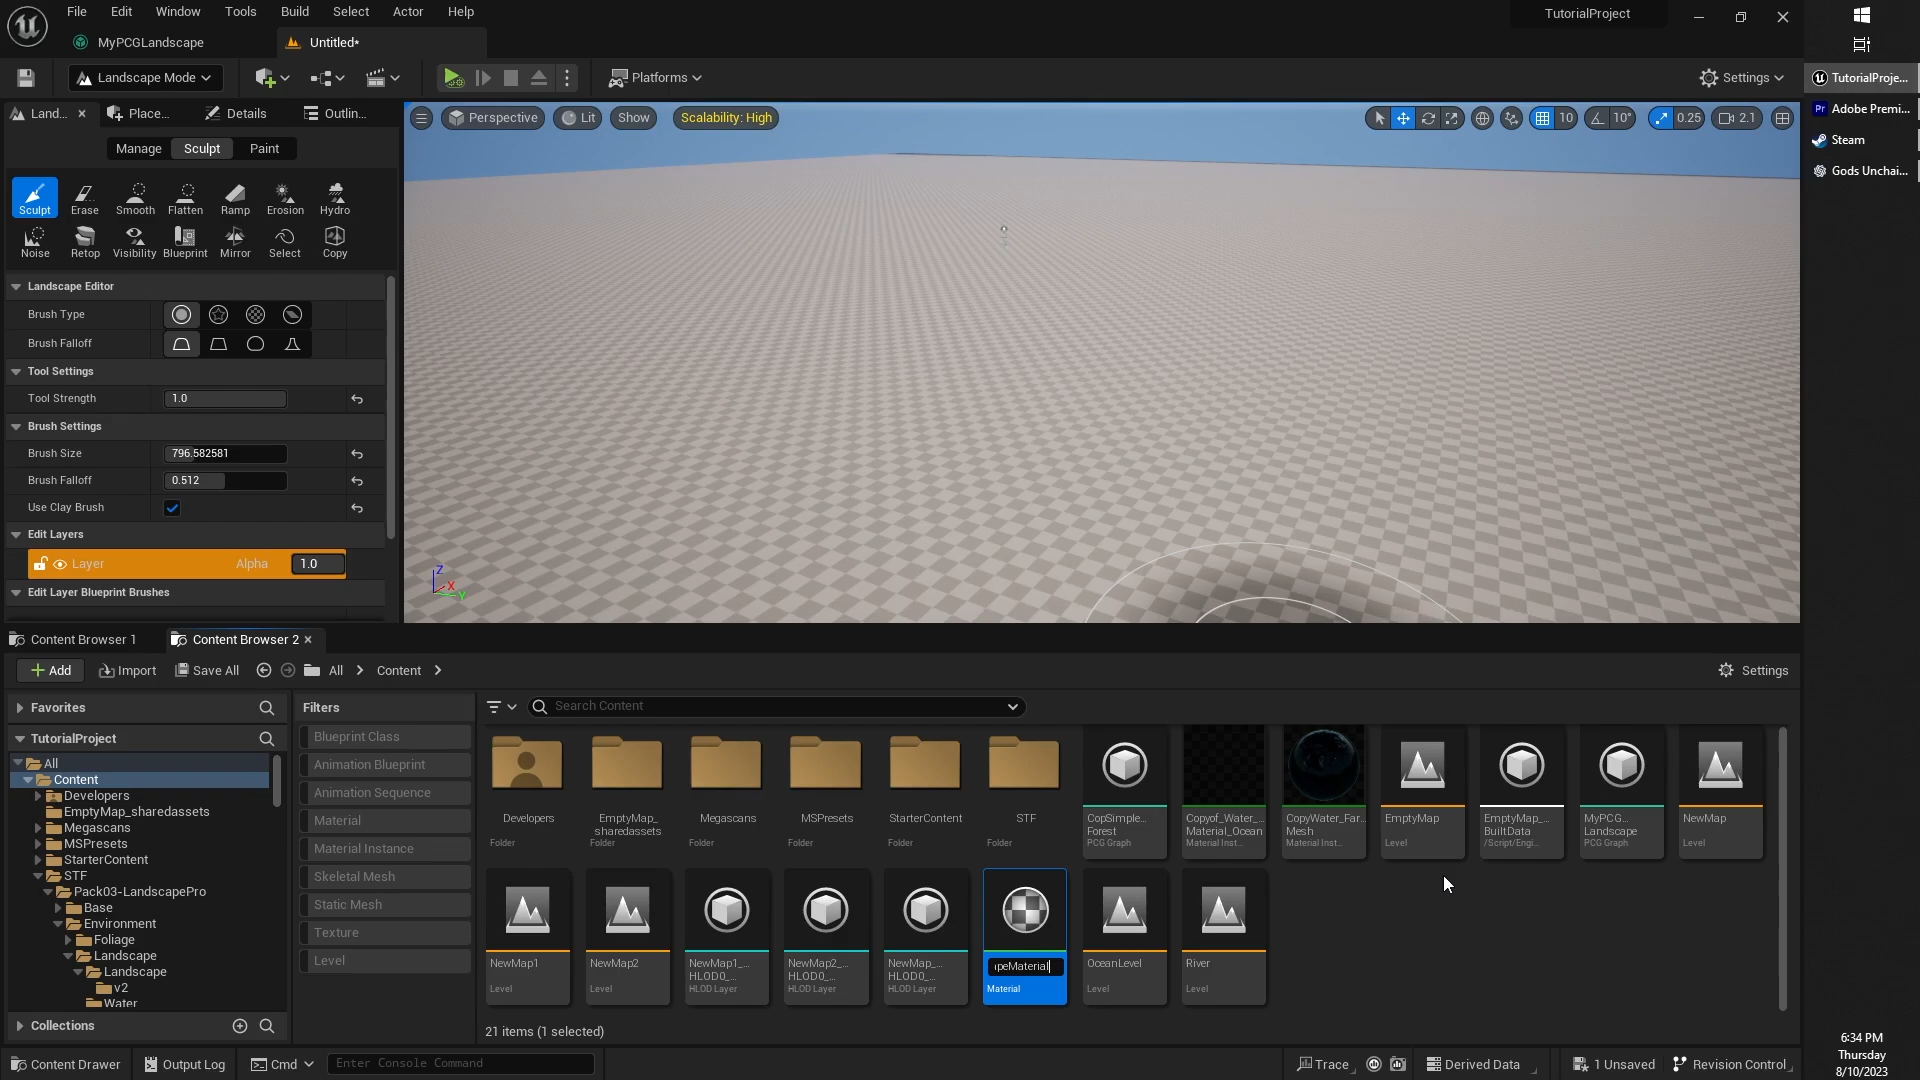 File Edit Window Tools Build Select Actor Help
TutorialProject
MyPCGLandscape
Untitled*
Landscape Mode
Platforms
Settings
TutorialProje...
Adobe Premi...
Steam
Gods Unchai...
Land...
Place...
Details
Outlin...
Perspective
Lit
Show
Scalability: High
10
10°
0.25
2.1
Manage
Sculpt
Paint
Sculpt Erase Smooth Flatten Ramp Erosion Hydro
Noise Retop Visibility Blueprint Mirror Select Copy
Landscape Editor
Brush Type
Brush Falloff
Tool Settings
Tool Strength 1.0
Brush Settings
Brush Size 796.582581
Brush Falloff 0.512
Use Clay Brush
Edit Layers
Layer Alpha 1.0
Edit Layer Blueprint Brushes
Z
X
Y
Content Browser 1
Content Browser 2
Add
Import
Save All
All
Content
Settings
Favorites
TutorialProject
All
Content
Developers
EmptyMap_sharedassets
Megascans
MSPresets
StarterContent
STF
Pack03-LandscapePro
Base
Environment
Foliage
Landscape
Landscape
v2
Water
Collections
Filters
Blueprint Class
Animation Blueprint
Animation Sequence
Material
Material Instance
Skeletal Mesh
Static Mesh
Texture
Level
Search Content
Developers
Folder
EmptyMap_
sharedassets
Folder
Megascans
Folder
MSPresets
Folder
StarterContent
Folder
STF
Folder
CopSimple...
Forest
PCG Graph
Copyof_Water_...
Material_Ocean
Material Inst...
CopyWater_Far...
Mesh
Material Inst...
EmptyMap
Level
EmptyMap_...
BuiltData
/Script/Engi...
MyPCG...
Landscape
PCG Graph
NewMap
Level
NewMap1
Level
NewMap2
Level
NewMap1_...
HLOD0_...
HLOD Layer
NewMap2_...
HLOD0_...
HLOD Layer
NewMap_...
HLOD0_...
HLOD Layer
peMaterial
Material
OceanLevel
Level
River
Level
21 items (1 selected)
Content Drawer
Output Log
Cmd
Enter Console Command
Trace
Derived Data
1 Unsaved
Revision Control
6:34 PM
Thursday
8/10/2023